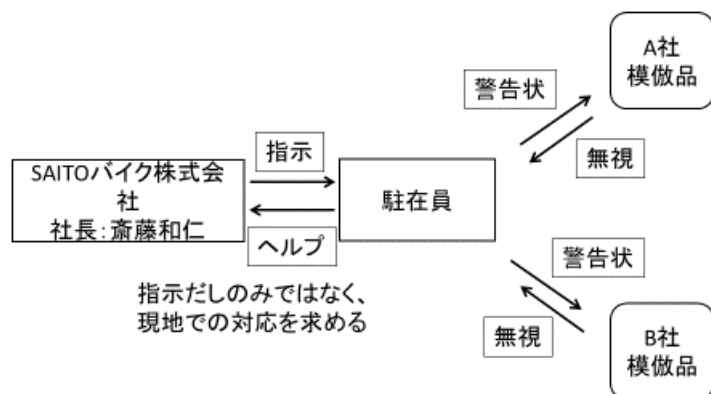 A社
模倣品
警告状
無視
指示
SAITOバイク株式会
社
社長：斎藤和仁
駐在員
ヘルプ
指示だしのみではなく、
現地での対応を求める
警告状
無視
B社
模倣品